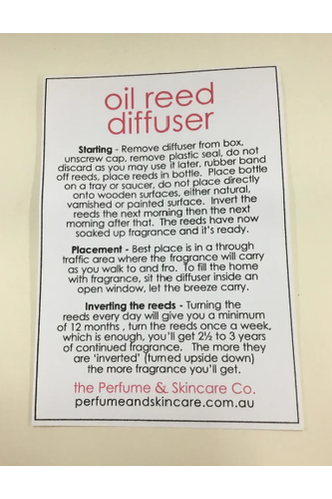 oil reed
diffuser
Starting - Remove diffuser from box,
unscrew cap, remove plastic seal, do not
discard as you may use it later, rubber band
off reeds, place reeds in bottle. Place bottle
on a tray or saucer, do not place directly
onto wooden surfaces, either natural,
varnished or painted surface. Invert the
reeds the next morning then the next
morning after that. The reeds have now
soaked up fragrance and it's ready.
Placement - Best place is in a through
traffic area where the fragrance will carry
as you walk to and fro. To fill the home
with fragrance, sit the diffuser inside an
open window, let the breeze carry.
Inverting the reeds - Turning the
reeds every day will give you a minimum
of 12 months , turn the reeds once a week,
which is enough, you'll get 2½ to 3 years
of continued fragrance. The more they
are 'inverted' (turned upside down)
the more fragrance you'll get.
the Perfume & Skincare Co.
perfumeandskincare.com.au